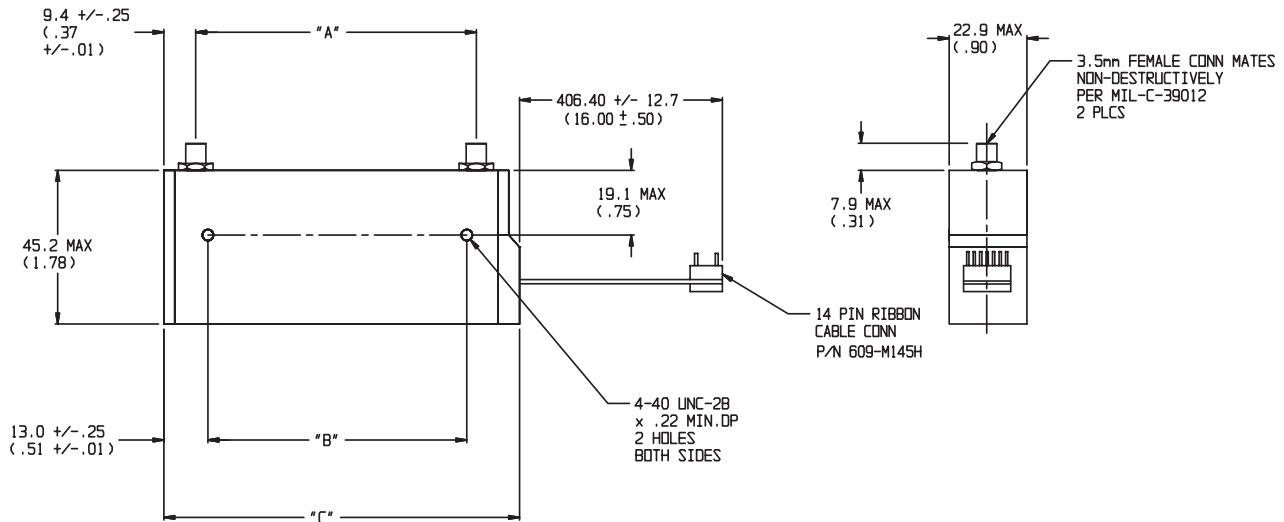 9.4 +/-.25
(.37
+/-.01)
"A"
22.9 MAX
(.90)
3.5mm FEMALE CONN MATES
NON-DESTRUCTIVELY
PER MIL-C-39012
2 PLCS
406.40 +/- 12.7
(16.00 ± .50)
19.1 MAX
(.75)
7.9 MAX
(.31)
45.2 MAX
(1.78)
14 PIN RIBBON
CABLE CONN
P/N 609-M145H
4-40 UNC-2B
x .22 MIN.DP
2 HOLES
BOTH SIDES
13.0 +/-.25
(.51 +/-.01)
"B"
"C"